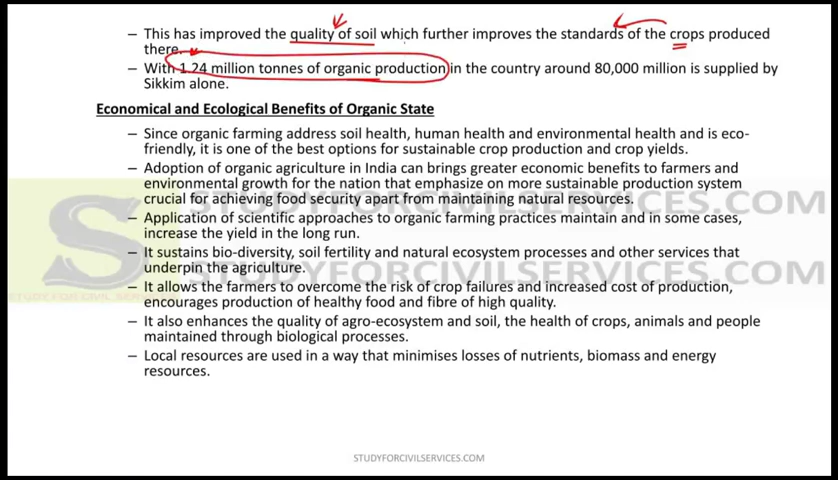 – This has improved the quality of soil which further improves the standards of the crops produced
there.
– With 1.24 million tonnes of organic production in the country around 80,000 million is supplied by
Sikkim alone.
Economical and Ecological Benefits of Organic State
– Since organic farming address soil health, human health and environmental health and is eco-
friendly, it is one of the best options for sustainable crop production and crop yields.
– Adoption of organic agriculture in India can brings greater economic benefits to farmers and
environmental growth for the nation that emphasize on more sustainable production system
crucial for achieving food security apart from maintaining natural resources.
STUDYFORCIVILSERVICES.COM
– Application of scientific approaches to organic farming practices maintain and in some cases,
increase the yield in the long run.
– It sustains bio-diversity, soil fertility and natural ecosystem processes and other services that
underpin the agriculture.
STUDYFORCIVILSERVICES.COM
– It allows the farmers to overcome the risk of crop failures and increased cost of production,
encourages production of healthy food and fibre of high quality.
S
STUDY FOR CIVIL SERVICES
– It also enhances the quality of agro-ecosystem and soil, the health of crops, animals and people
maintained through biological processes.
– Local resources are used in a way that minimises losses of nutrients, biomass and energy
resources.
STUDYFORCIVILSERVICES.COM